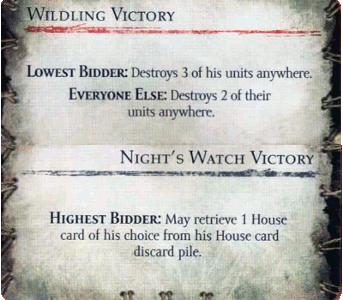 WILDLING VICTORY
LOWEST BIDDER: Destroys 3 of his units anywhere.
EVERYONE ELSE: Destroys 2 of their
units anywhere.
NIGHT'S WATCH VICTORY
HIGHEST BIDDER: May retrieve 1 House
card of his choice from his House card
discard pile.